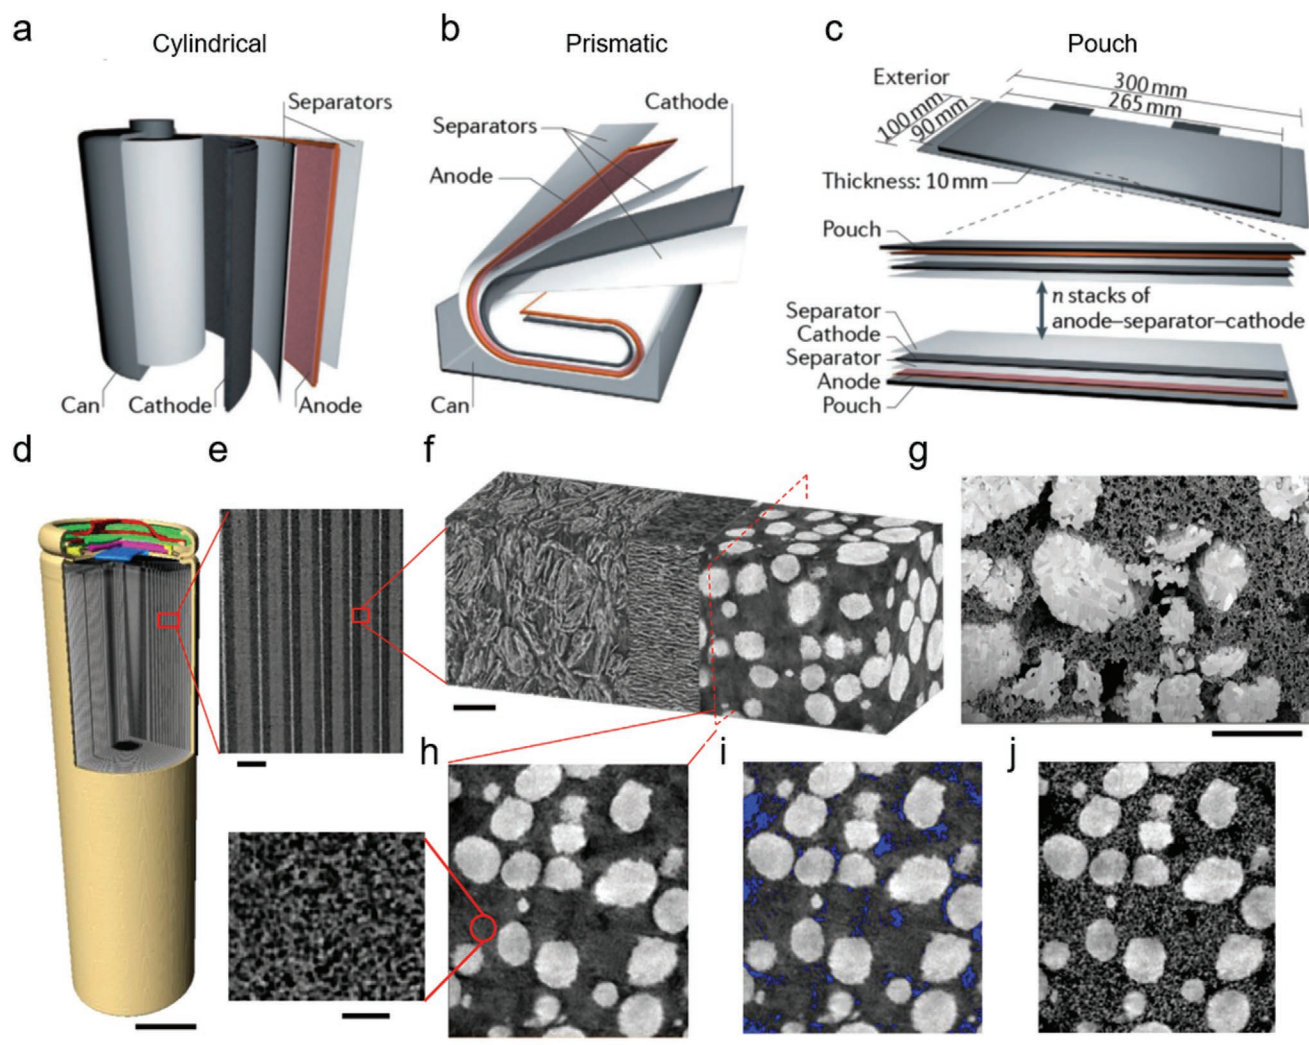 a
Cylindrical
Separators
Can
Cathode
Anode
b
Prismatic
Cathode
Separators
Anode
Can
c
Pouch
Exterior
300 mm
265 mm
100 mm
90 mm
Thickness: 10 mm
Pouch
n stacks of
anode–separator–cathode
Separator
Cathode
Separator
Anode
Pouch
d
e
f
g
h
i
j